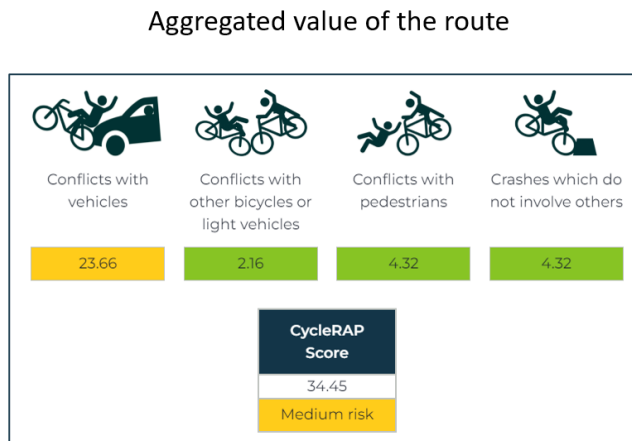 Aggregated value of the route
Conflicts with
vehicles
Conflicts with
other bicycles or
light vehicles
Conflicts with
pedestrians
Crashes which do
not involve others
23.66
2.16
4.32
4.32
CycleRAP
Score
34.45
Medium risk